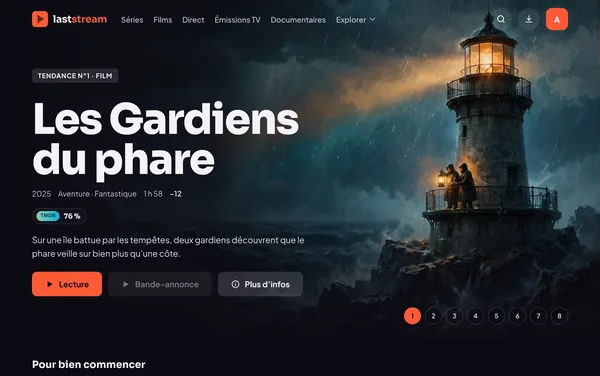 laststream
Séries Films Direct Émissions TV Documentaires Explorer
A
TENDANCE N°1 · FILM
Les Gardiens
du phare
2025 Aventure · Fantastique 1 h 58 -12
TMDB 76 %
Sur une île battue par les tempêtes, deux gardiens découvrent que le
phare veille sur bien plus qu'une côte.
Lecture Bande-annonce Plus d'infos
1 2 3 4 5 6 7 8
Pour bien commencer